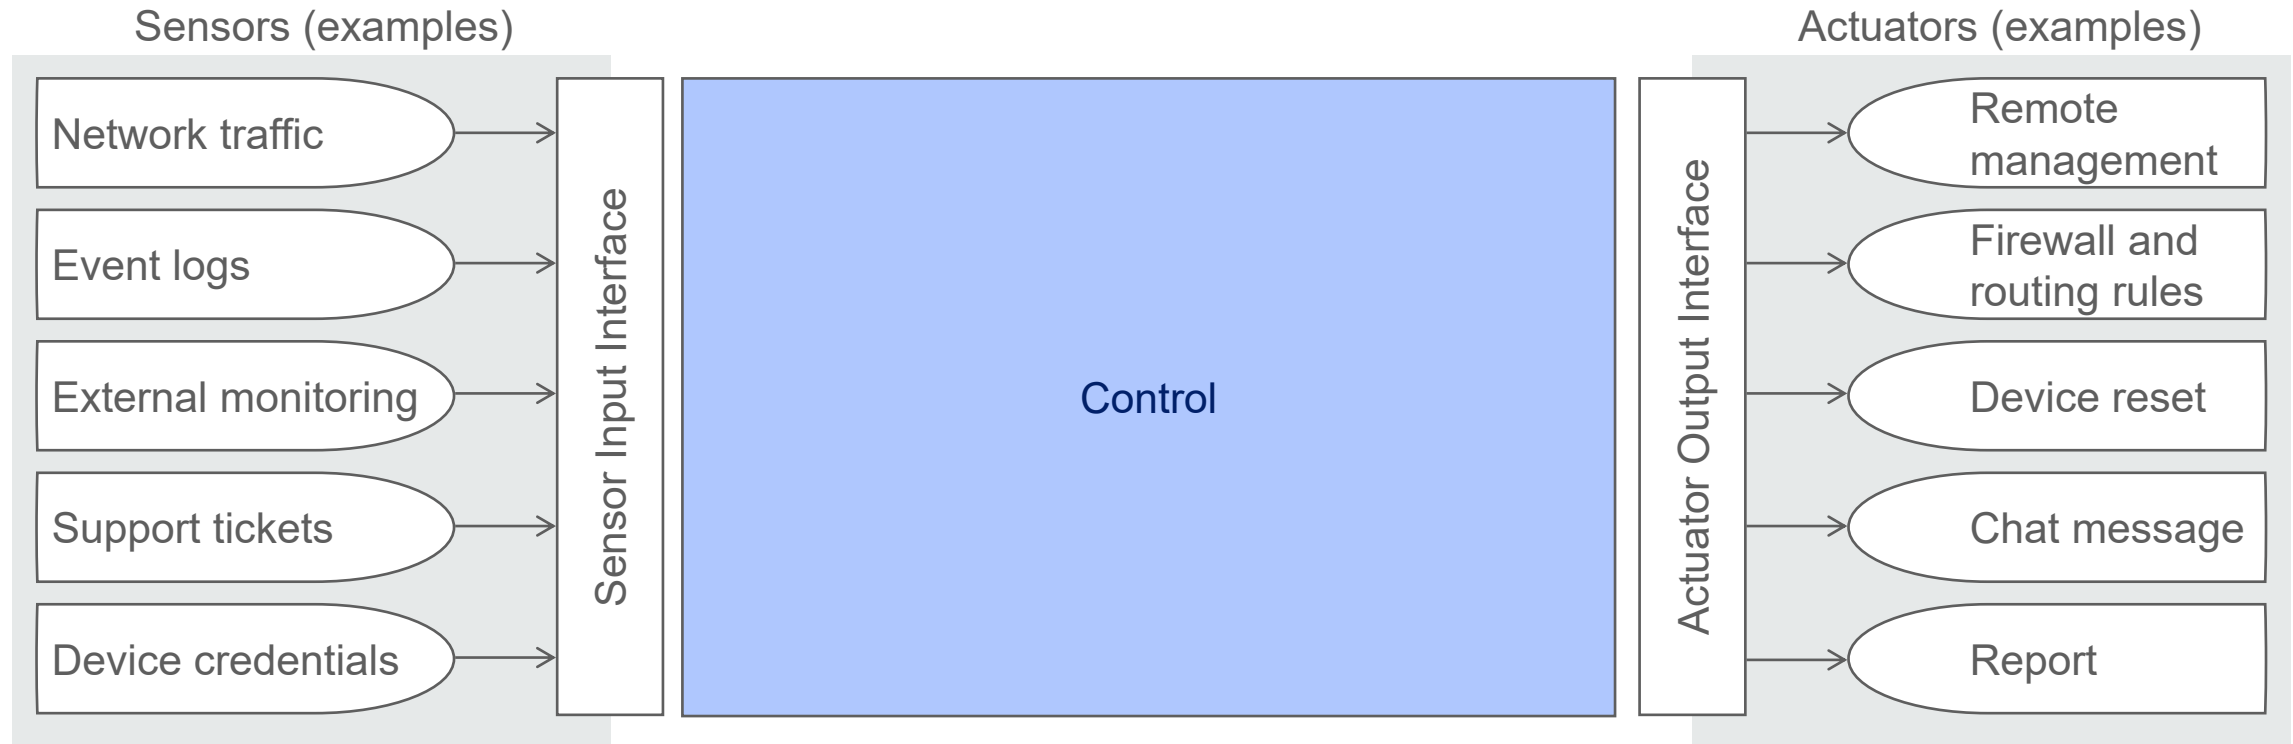 Sensors (examples)
Network traffic
Event logs
External monitoring
Support tickets
Device credentials
Sensor Input Interface
Control
Actuator Output Interface
Actuators (examples)
Remote
management
Firewall and
routing rules
Device reset
Chat message
Report